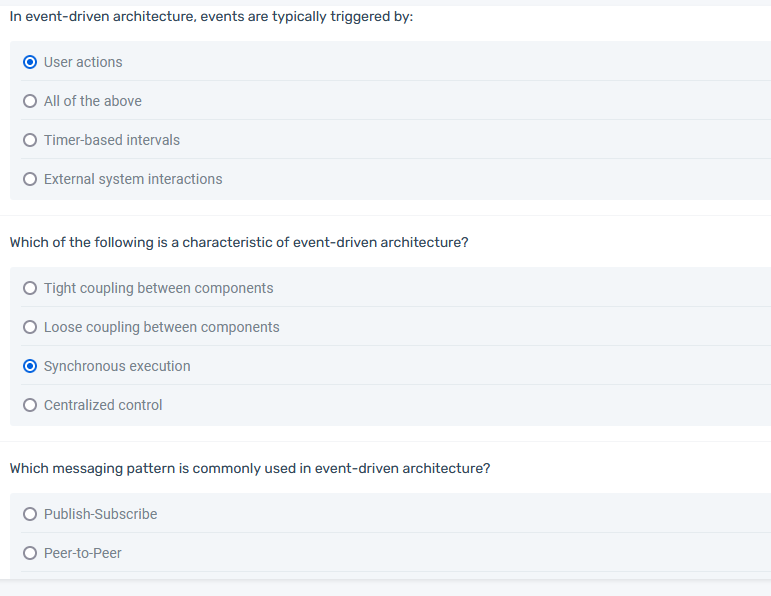 In event-driven architecture, events are typically triggered by:
User actions
All of the above
Timer-based intervals
External system interactions
Which of the following is a characteristic of event-driven architecture?
Tight coupling between components
Loose coupling between components
Synchronous execution
Centralized control
Which messaging pattern is commonly used in event-driven architecture?
Publish-Subscribe
Peer-to-Peer